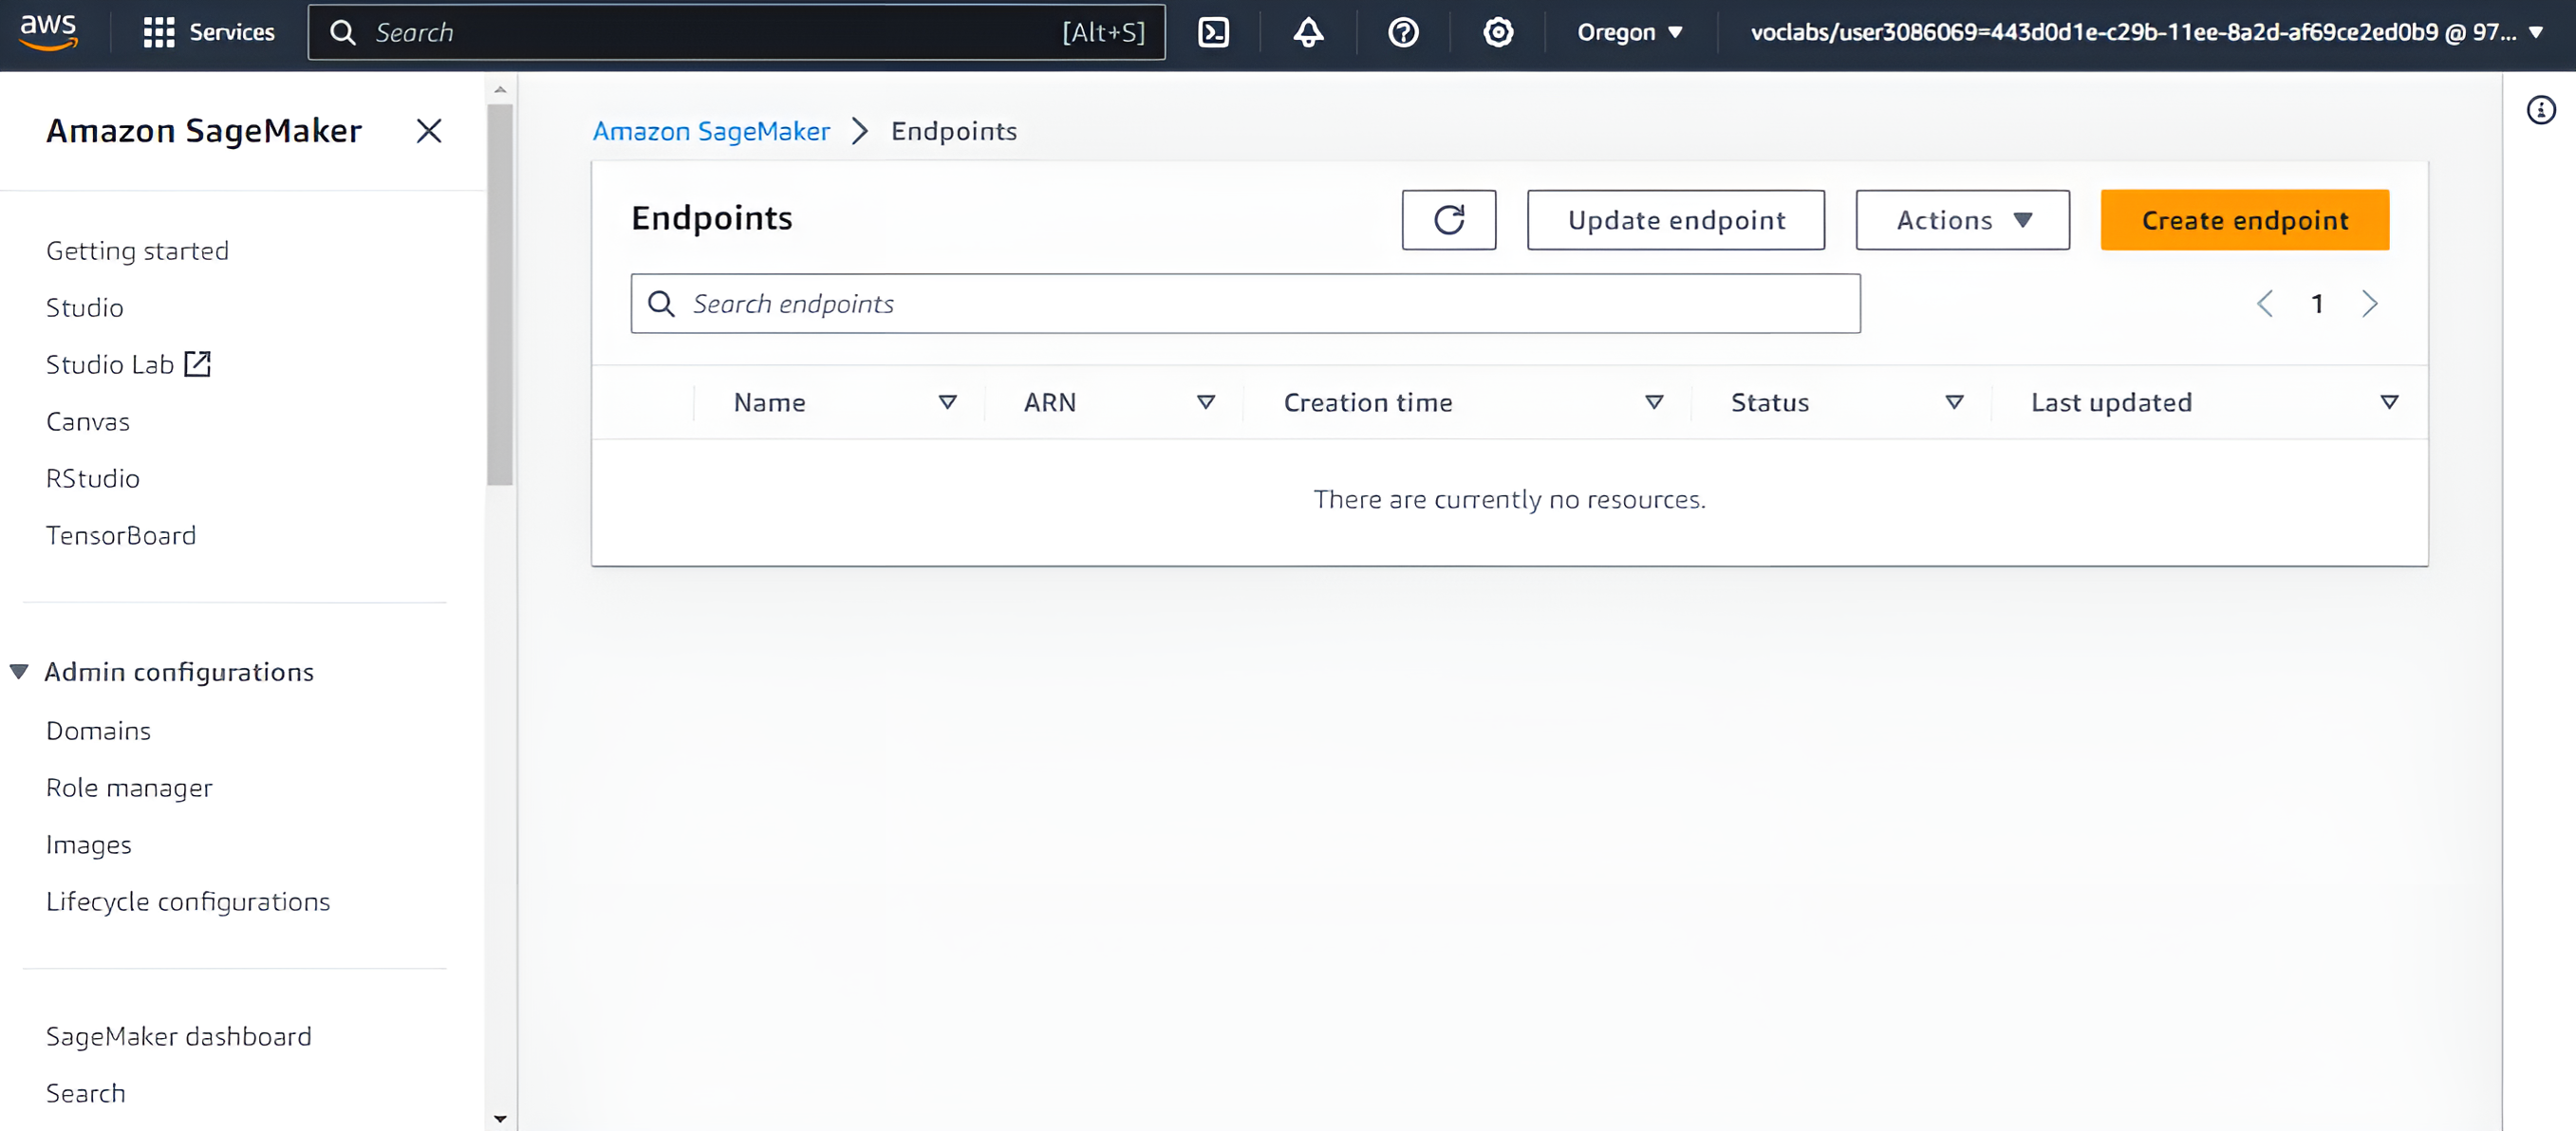 aws Services Search [Alt+S] Oregon voclabs/user3086069=443d0d1e-c29b-11ee-8a2d-af69ce2ed0b9 @ 97...
Amazon SageMaker
Getting started
Studio
Studio Lab
Canvas
RStudio
TensorBoard
Admin configurations
Domains
Role manager
Images
Lifecycle configurations
SageMaker dashboard
Search
Amazon SageMaker Endpoints
Endpoints Update endpoint Actions Create endpoint
Search endpoints 1
Name ARN Creation time Status Last updated
There are currently no resources.